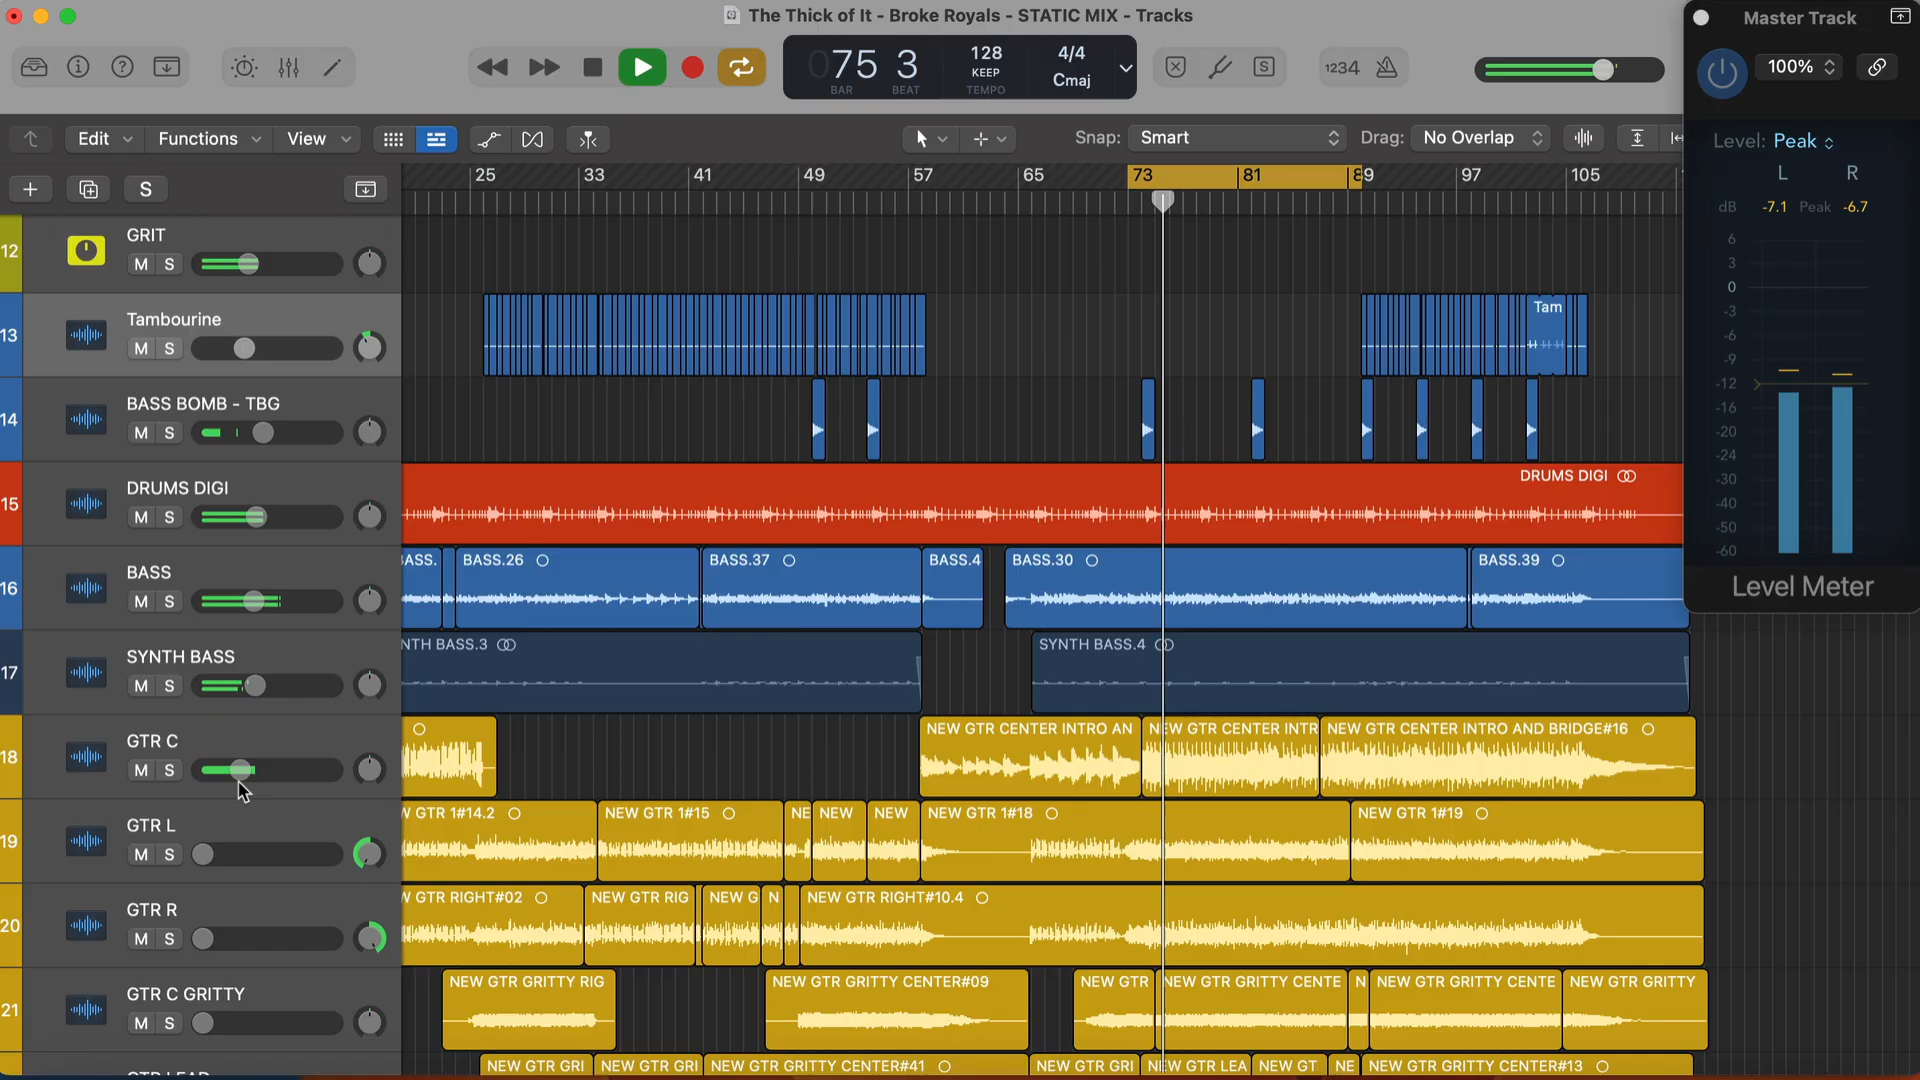 The Thick of It - Broke Royals - STATIC MIX - Tracks
Master Track
075 3
BAR BEAT
128
KEEP
TEMPO
4/4
Cmaj
1234
100%
Edit Functions View
Snap: Smart
Drag: No Overlap
Level: Peak
L R
dB -7.1 Peak -6.7
6
3
0
-3
-6
-9
-12
-16
-20
-24
-30
-40
-50
-60
Level Meter
S
25 33 41 49 57 65 73 81 89 97 105
12 GRIT
M S
13 Tambourine
M S
Tam
14 BASS BOMB - TBG
M S
15 DRUMS DIGI
M S
DRUMS DIGI
16 BASS
M S
BASS. BASS.26 BASS.37 BASS.4 BASS.30 BASS.39
17 SYNTH BASS
M S
NTH BASS.3 SYNTH BASS.4
18 GTR C
M S
NEW GTR CENTER INTRO AN NEW GTR CENTER INTR NEW GTR CENTER INTRO AND BRIDGE#16
19 GTR L
M S
W GTR 1#14.2 NEW GTR 1#15 NE NEW NEW NEW GTR 1#18 NEW GTR 1#19
20 GTR R
M S
W GTR RIGHT#02 NEW GTR RIG NEW G N NEW GTR RIGHT#10.4
21 GTR C GRITTY
M S
NEW GTR GRITTY RIG NEW GTR GRITTY CENTER#09 NEW GTR NEW GTR GRITTY CENTE N NEW GTR GRITTY CENTE NEW GTR GRITTY
NEW GTR GRI NEW GTR GRI NEW GTR GRITTY CENTER#41 NEW GTR GRI NEW GTR LEA NEW GT NE NEW GTR GRITTY CENTER#13